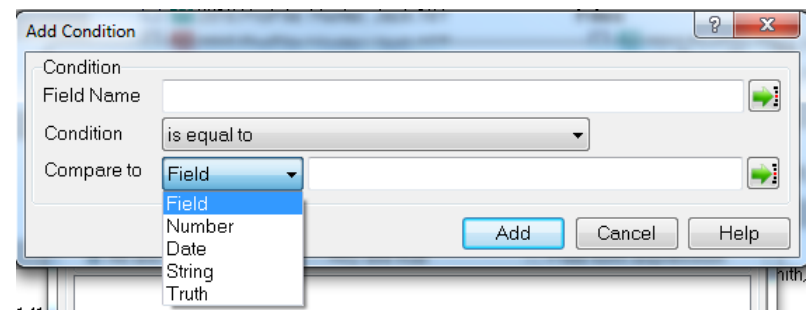 Add Condition
?
Condition
Field Name
Condition is equal to
Compare to Field
Field
Number
Date
String
Truth
Add Cancel Help